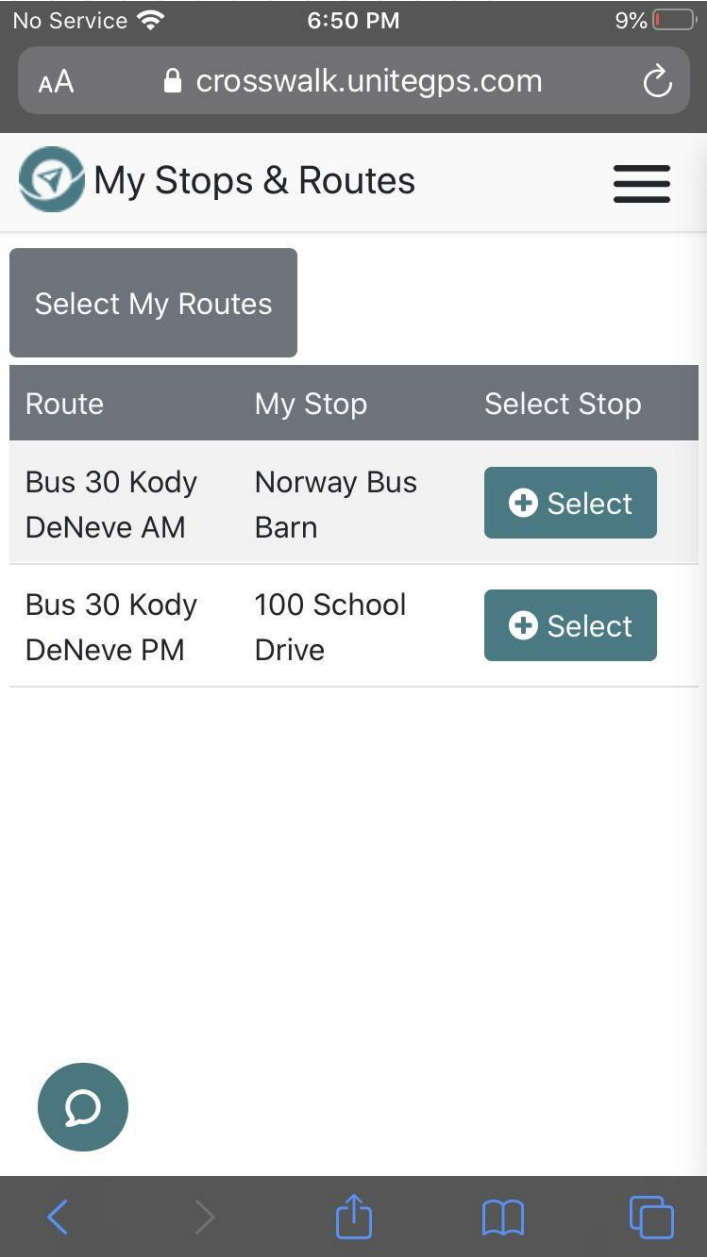 No Service 6:50 PM 9%
AA crosswalk.unitegps.com
My Stops & Routes
Select My Routes
Route My Stop Select Stop
Bus 30 Kody Norway Bus Select
DeNeve AM Barn
Bus 30 Kody 100 School Select
DeNeve PM Drive